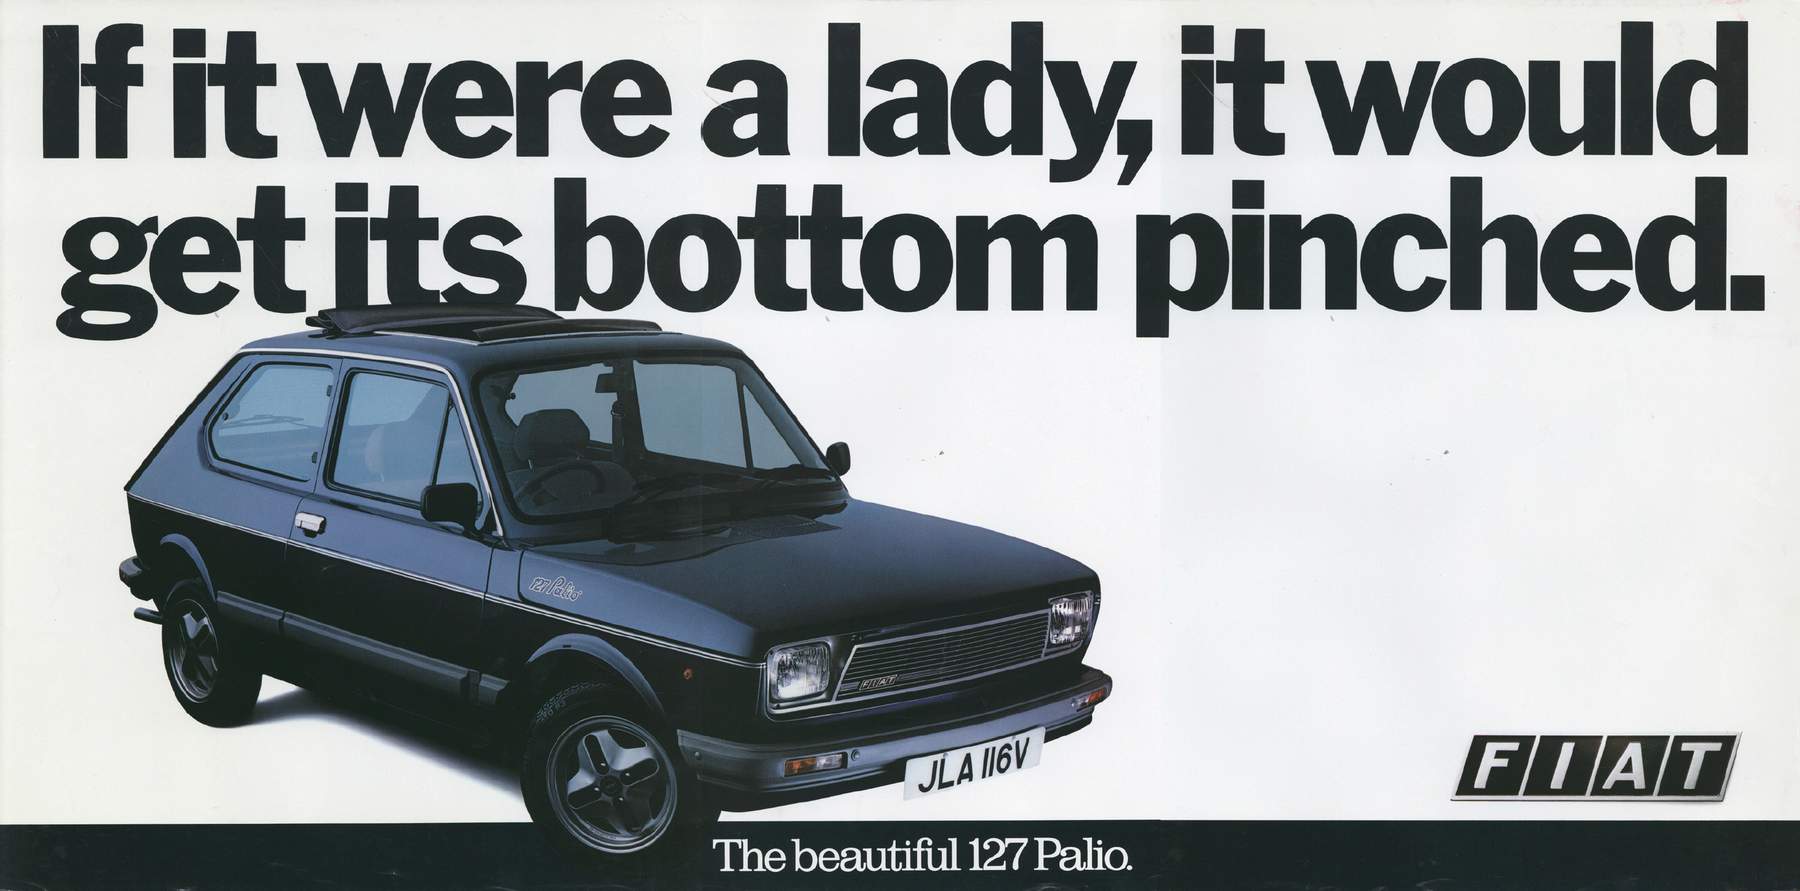 If it were a lady, it would
get its bottom pinched.
127 Palio
FIAT
JLA 116V
FIAT
The beautiful 127 Palio.